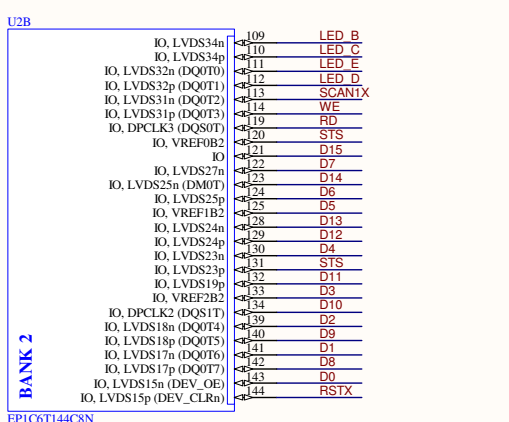 U2B
IO, LVDS34n 109 LED_B
IO, LVDS34p 110 LED_C
IO, LVDS32n (DQ0T0) 111 LED_E
IO, LVDS32p (DQ0T1) 112 LED_D
IO, LVDS31n (DQ0T2) 113 SCAN1X
IO, LVDS31p (DQ0T3) 114 WE
IO, DPCLK3 (DQS0T) 119 RD
IO, VREF0B2 120 STS
IO 121 D15
IO, LVDS27n 122 D7
IO, LVDS25n (DM0T) 123 D14
IO, LVDS25p 124 D6
IO, VREF1B2 125 D5
IO, LVDS24n 128 D13
IO, LVDS24p 129 D12
IO, LVDS23n 130 D4
IO, LVDS23p 131 STS
IO, LVDS19p 132 D11
IO, VREF2B2 133 D3
IO, DPCLK2 (DQS1T) 134 D10
IO, LVDS18n (DQ0T4) 139 D2
IO, LVDS18p (DQ0T5) 140 D9
IO, LVDS17n (DQ0T6) 141 D1
IO, LVDS17p (DQ0T7) 142 D8
IO, LVDS15n (DEV_OE) 143 D0
IO, LVDS15p (DEV_CLRn) 144 RSTX
BANK 2
EP1C6T144C8N